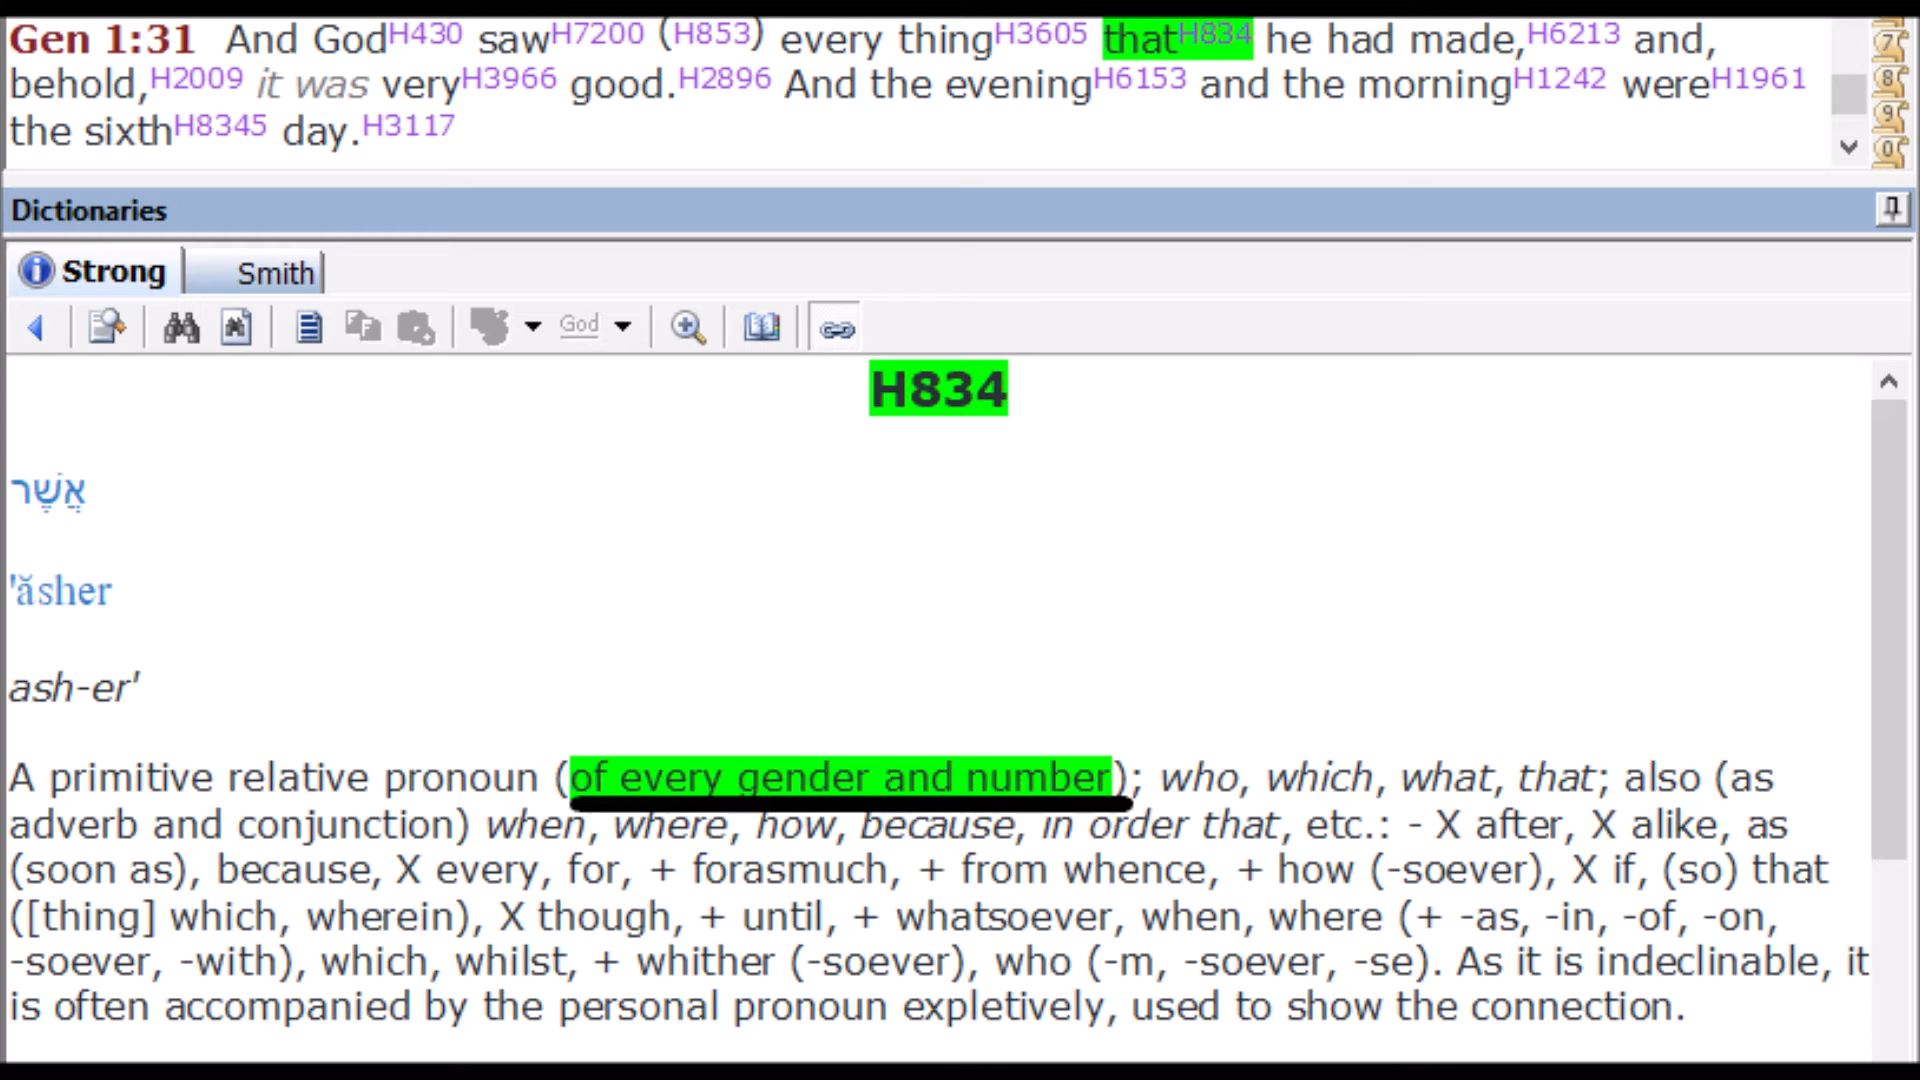 Gen 1:31 And GodH430 sawH7200 (H853) every thingH3605 thatH834 he had made,H6213 and,
behold,H2009 it was veryH3966 good.H2896 And the eveningH6153 and the morningH1242 wereH1961
the sixthH8345 day.H3117
7
8
9
0
Dictionaries
Strong
Smith
God
H834
אֲשֶׁר
'ăsher
ash-er'
A primitive relative pronoun (of every gender and number); who, which, what, that; also (as
adverb and conjunction) when, where, how, because, in order that, etc.: - X after, X alike, as
(soon as), because, X every, for, + forasmuch, + from whence, + how (-soever), X if, (so) that
([thing] which, wherein), X though, + until, + whatsoever, when, where (+ -as, -in, -of, -on,
-soever, -with), which, whilst, + whither (-soever), who (-m, -soever, -se). As it is indeclinable, it
is often accompanied by the personal pronoun expletively, used to show the connection.